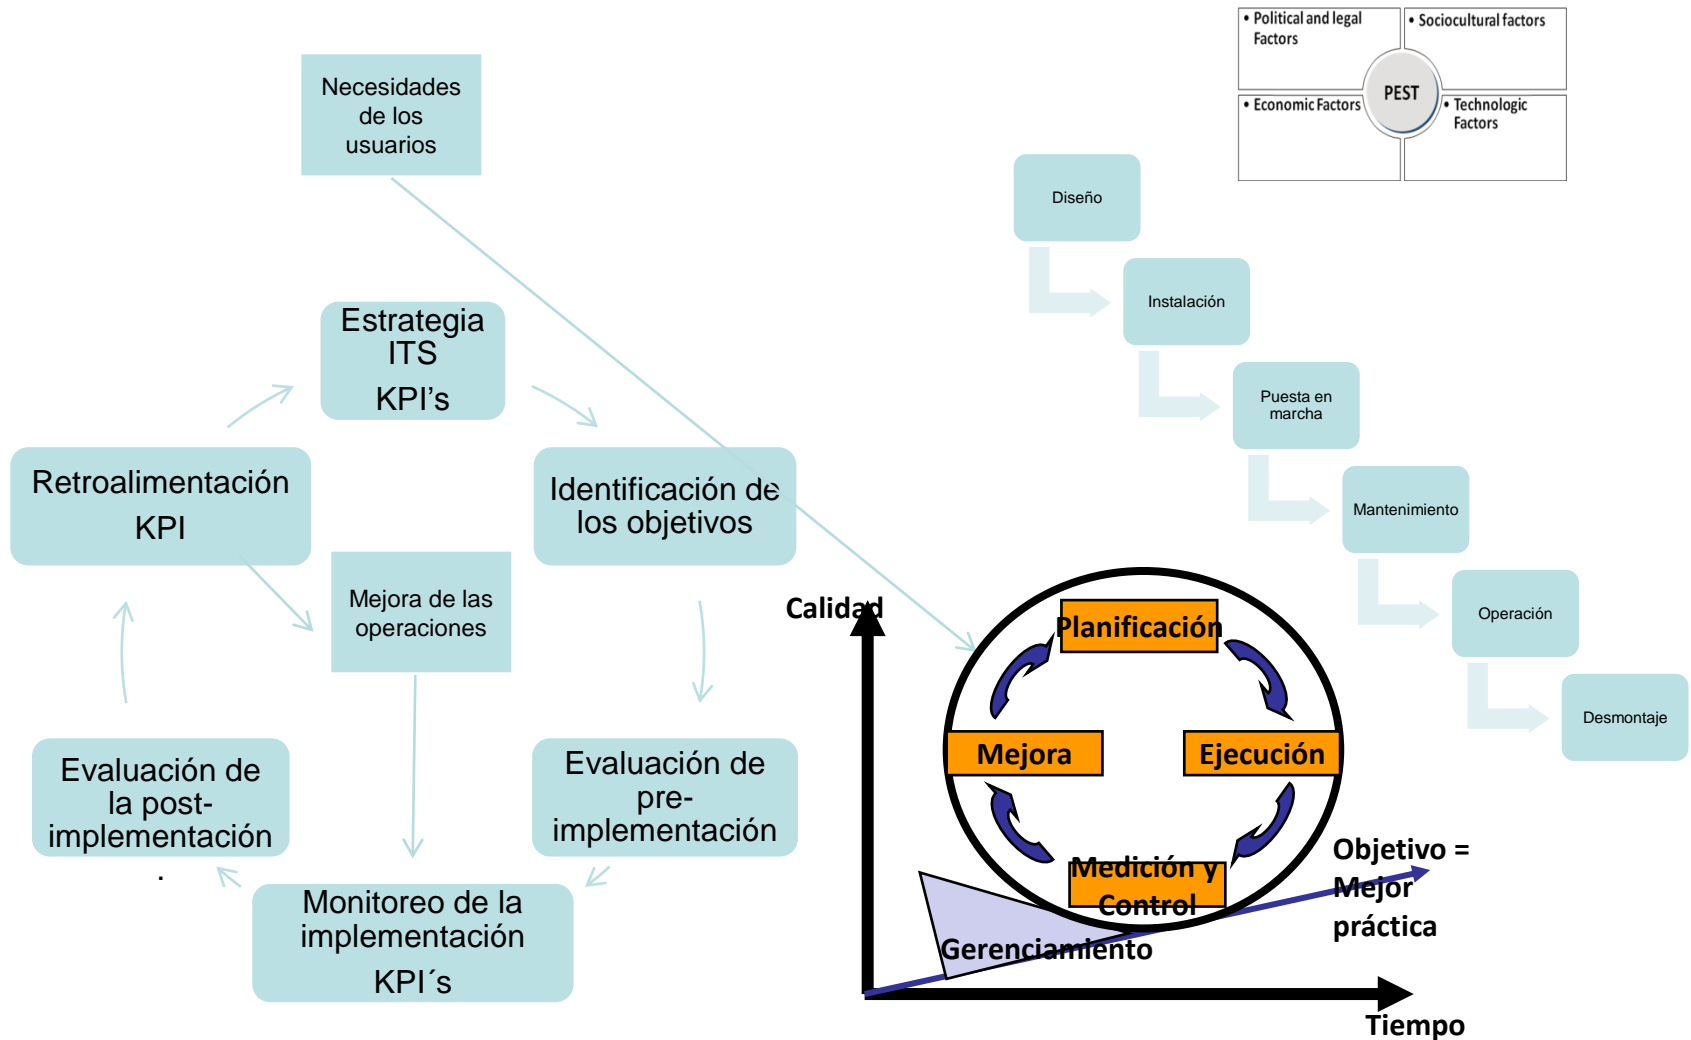 • Political and legal
Factors
• Sociocultural factors
PEST
• Economic Factors
• Technologic
Factors
Necesidades
de los
usuarios
Estrategia
ITS
KPI’s
Retroalimentación
KPI
Identificación de
los objetivos
Mejora de las
operaciones
Evaluación de
la post-
implementación
.
Evaluación de
pre-
implementación
Monitoreo de la
implementación
KPI´s
Diseño
Instalación
Puesta en
marcha
Mantenimiento
Operación
Desmontaje
Calidad
Planificación
Mejora
Ejecución
Medición y
Control
Gerenciamiento
Objetivo =
Mejor
práctica
Tiempo